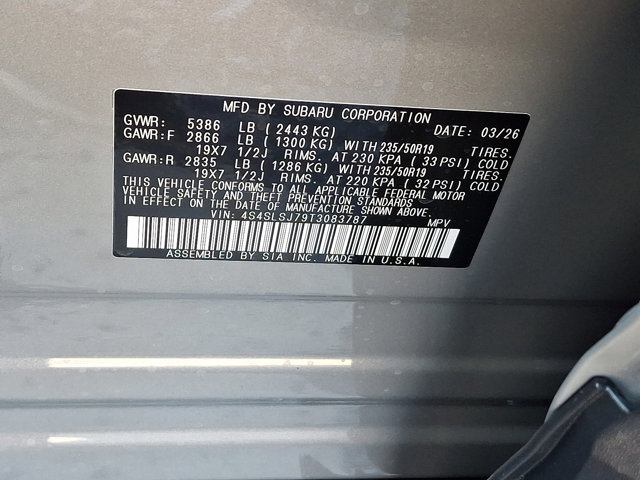 MFD BY SUBARU CORPORATION
GVWR: 5386 LB ( 2443 KG) DATE: 03/26
GAWR:F 2866 LB ( 1300 KG) WITH 235/50R19 TIRES.
19X7 1/2J RIMS. AT 230 KPA ( 33 PSI) COLD
GAWR:R 2835 LB ( 1286 KG) WITH 235/50R19 TIRES.
19X7 1/2J RIMS. AT 220 KPA ( 32 PSI) COLD
THIS VEHICLE CONFORMS TO ALL APPLICABLE FEDERAL MOTOR
VEHICLE SAFETY AND THEFT PREVENTION STANDARDS
IN EFFECT ON THE DATE OF MANUFACTURE SHOWN ABOVE.
VIN: 4S4SLSJ79T3083787 MPV
ASSEMBLED BY SIA INC. MADE IN U.S.A.